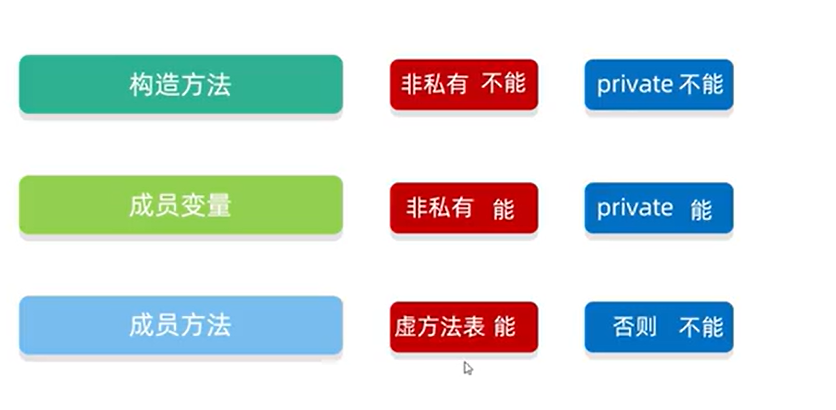 构造方法 非私有 不能 private 不能
成员变量 非私有 能 private 能
成员方法 虚方法表 能 否则 不能